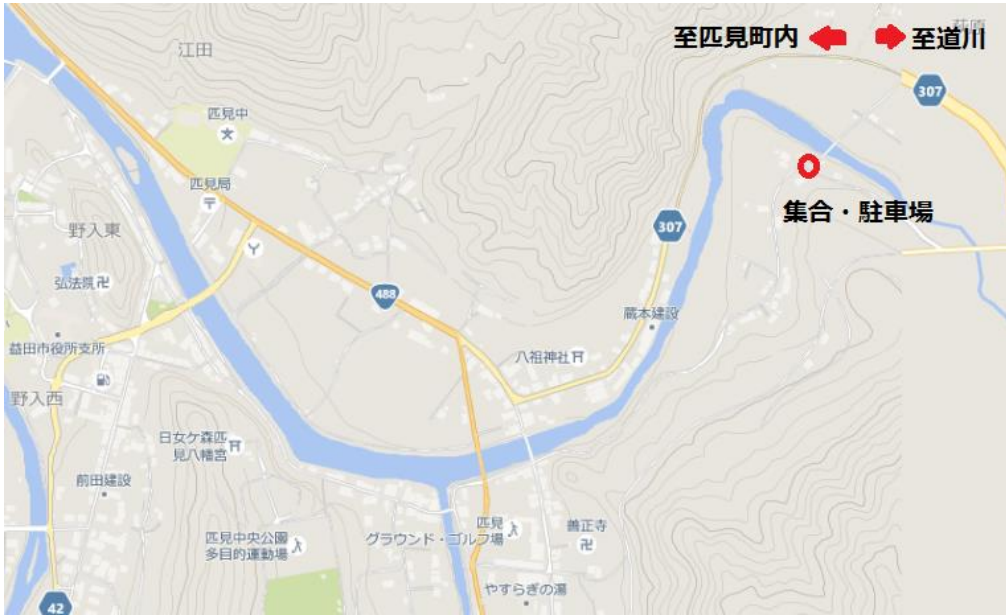 江田
至匹見町内
至道川
萩原
307
匹見中
集合・駐車場
匹見局
野入東
307
弘法院
488
蔵本建設
益田市役所支所
八祖神社
野入西
日女ケ森匹
見八幡宮
前田建設
匹見中央公園
多目的運動場
匹見
グラウンド・ゴルフ場
善正寺
やすらぎの湯
42